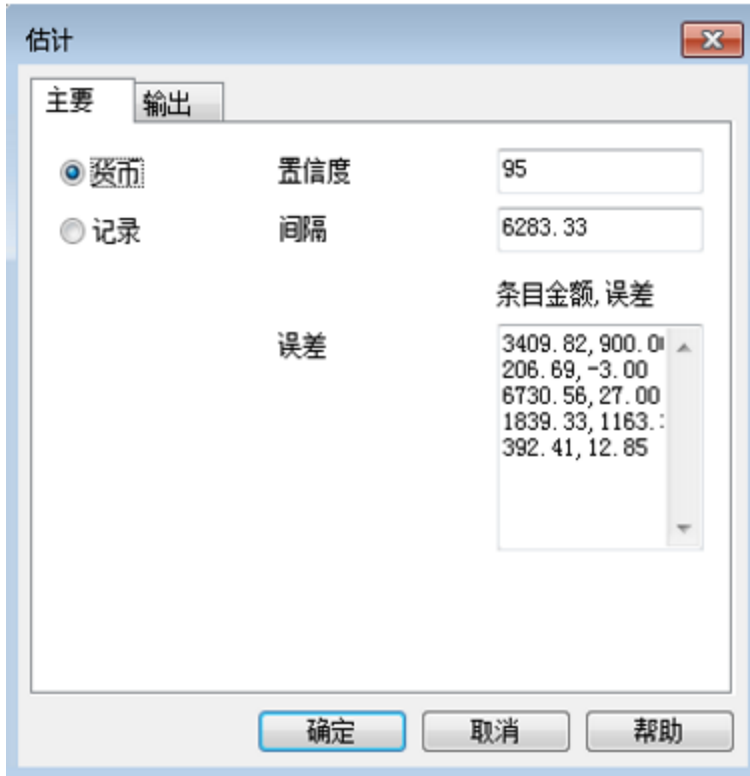 估计
主要
输出
货币
置信度
95
记录
间隔
6283.33
条目金额,误差
误差
3409.82,900.0
206.69,-3.00
6730.56,27.00
1839.33,1163.
392.41,12.85
确定
取消
帮助